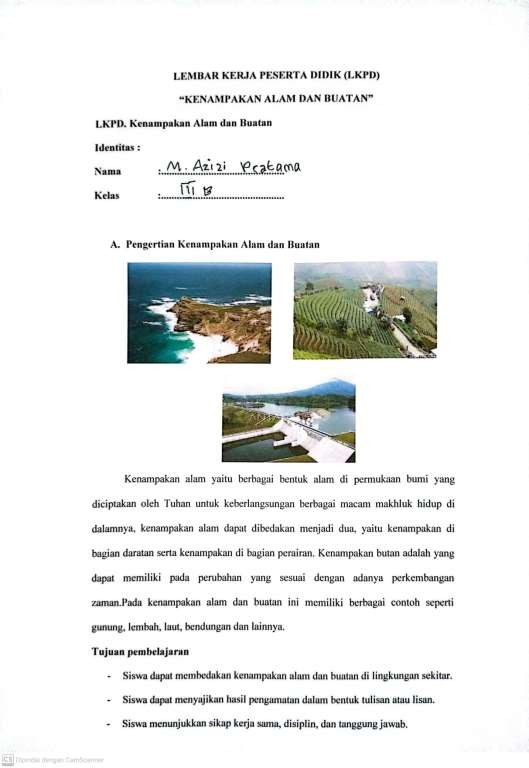 LEMBAR KERJA PESERTA DIDIK (LKPD)
“KENAMPAKAN ALAM DAN BUATAN”
LKPD. Kenampakan Alam dan Buatan
Identitas :
Nama : M. Azizi Pratama
Kelas : III B
A. Pengertian Kenampakan Alam dan Buatan
Kenampakan alam yaitu berbagai bentuk alam di permukaan bumi yang
diciptakan oleh Tuhan untuk keberlangsungan berbagai macam makhluk hidup di
dalamnya, kenampakan alam dapat dibedakan menjadi dua, yaitu kenampakan di
bagian daratan serta kenampakan di bagian perairan. Kenampakan butan adalah yang
dapat memiliki pada perubahan yang sesuai dengan adanya perkembangan
zaman.Pada kenampakan alam dan buatan ini memiliki berbagai contoh seperti
gunung, lembah, laut, bendungan dan lainnya.
Tujuan pembelajaran
- Siswa dapat membedakan kenampakan alam dan buatan di lingkungan sekitar.
- Siswa dapat menyajikan hasil pengamatan dalam bentuk tulisan atau lisan.
- Siswa menunjukkan sikap kerja sama, disiplin, dan tanggung jawab.
CS Dipindai dengan CamScanner